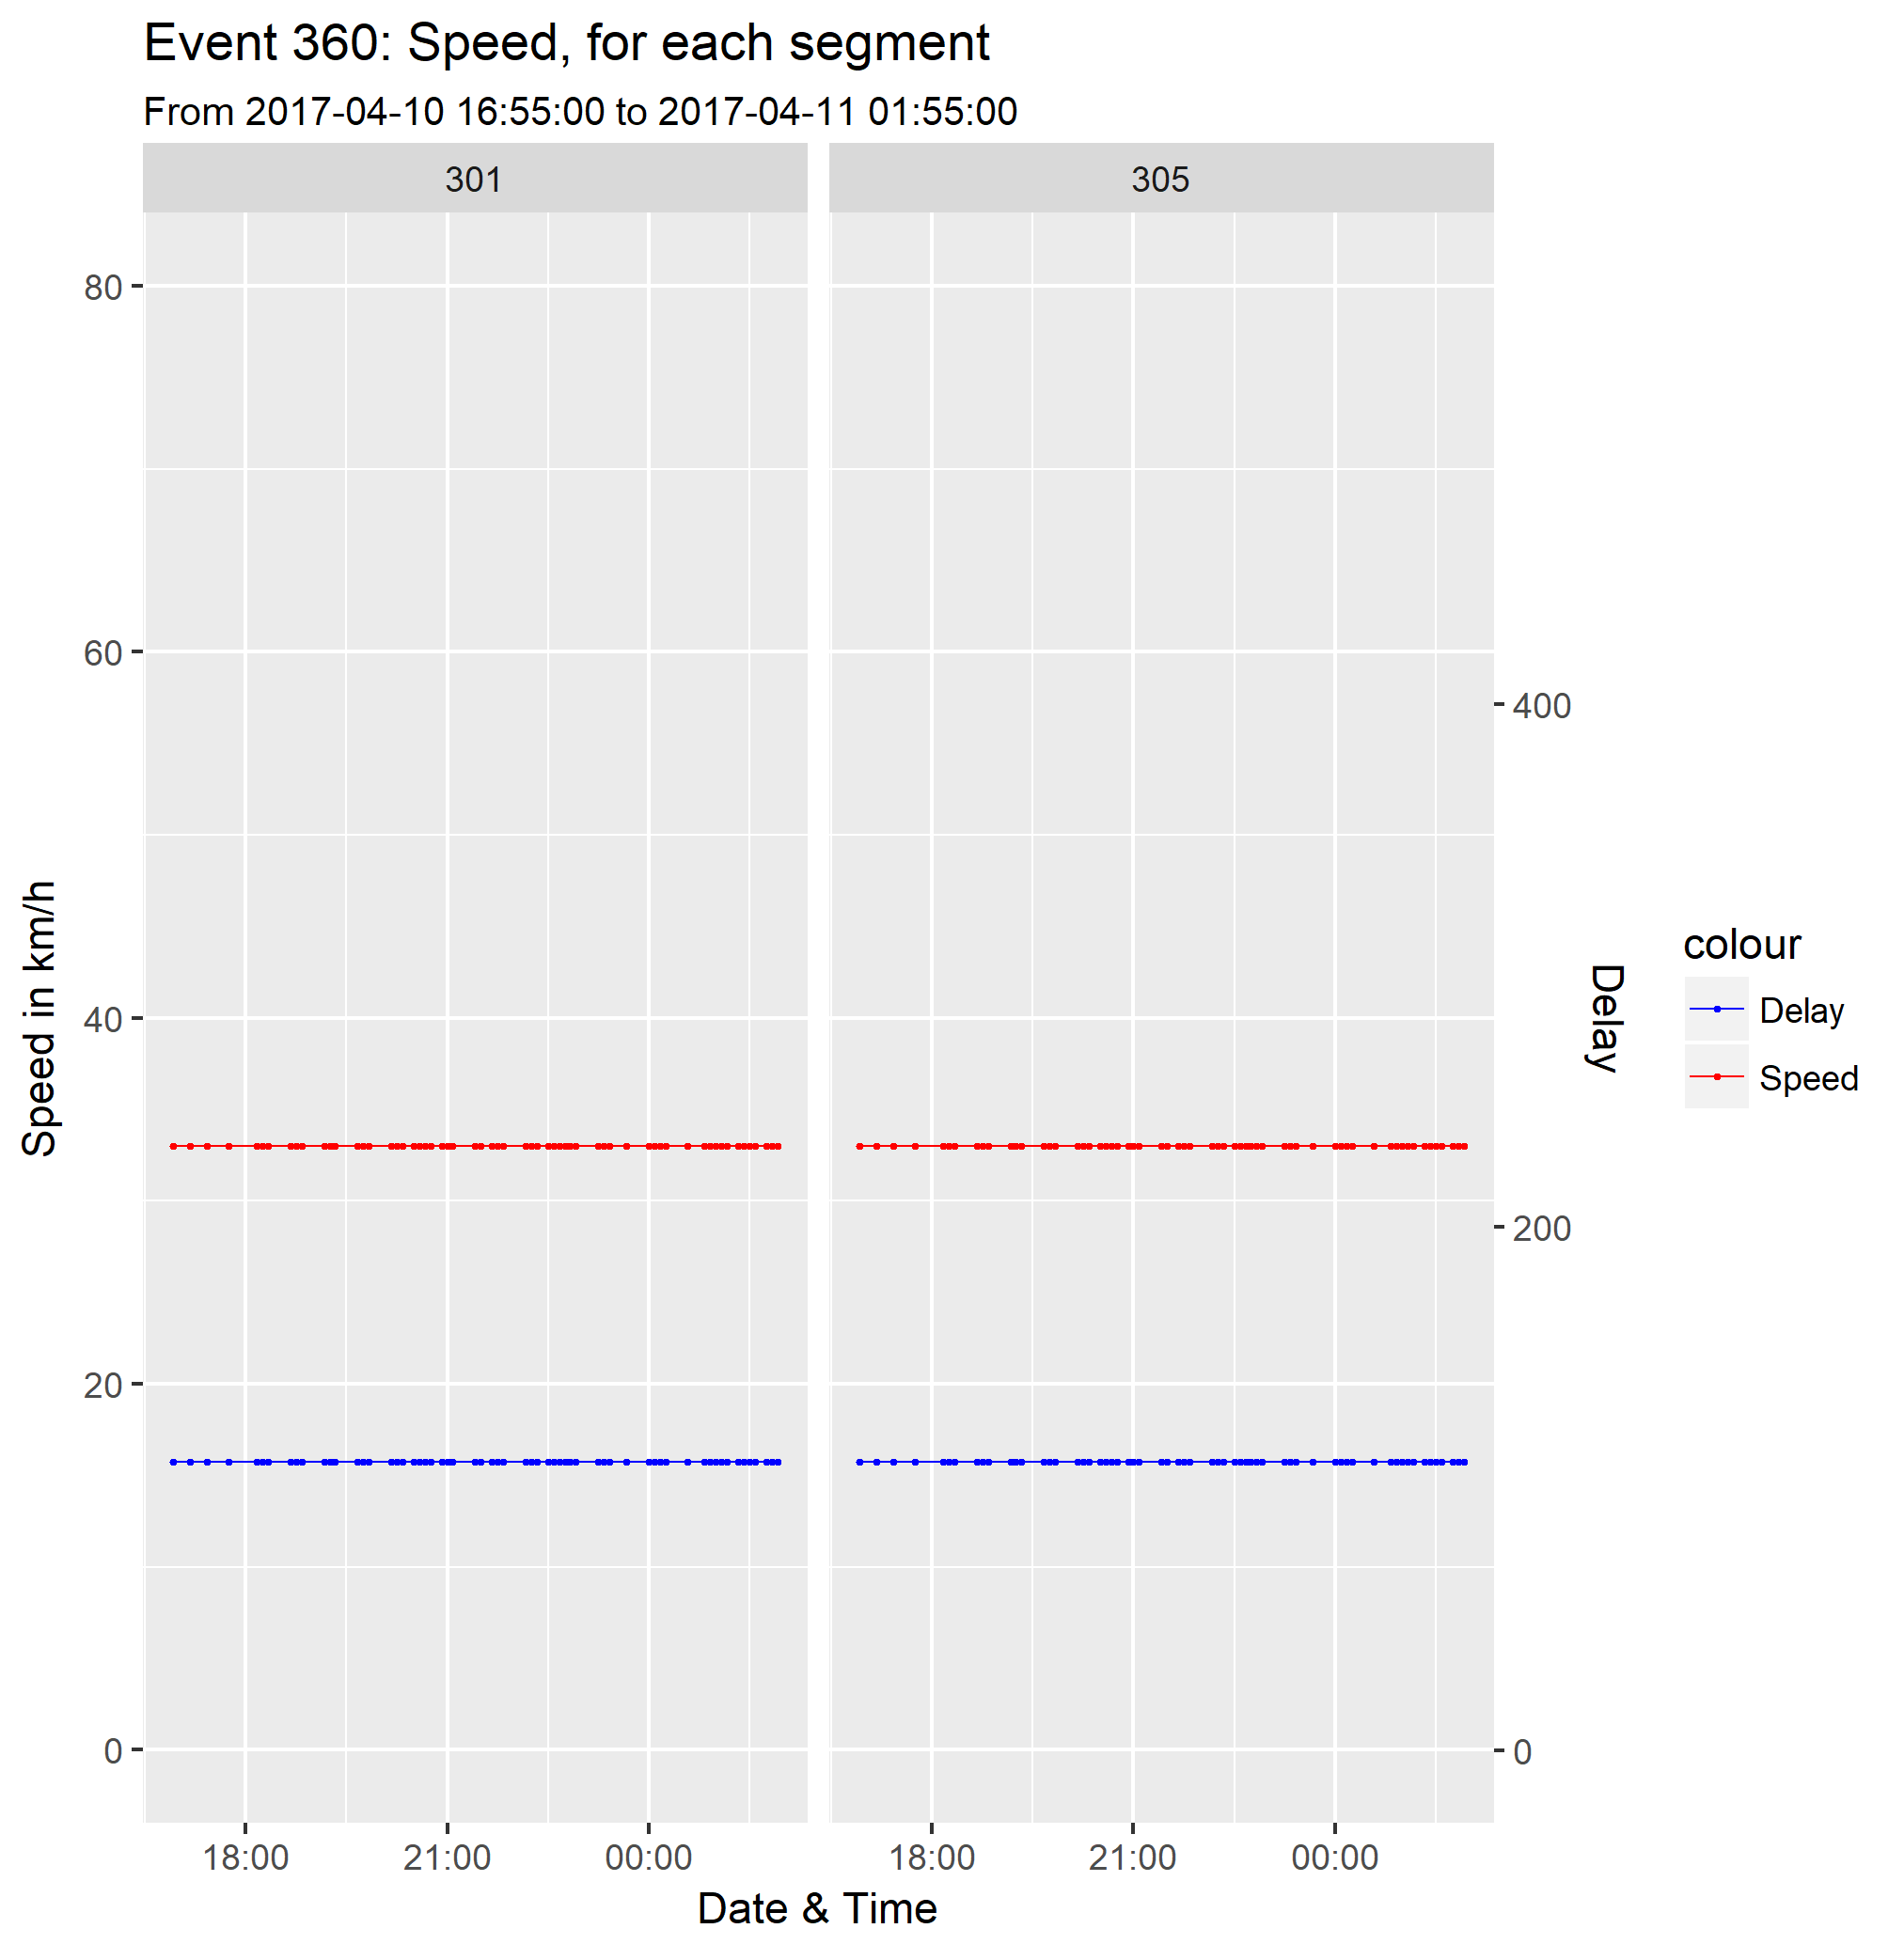 Event 360: Speed, for each segment
From 2017-04-10 16:55:00 to 2017-04-11 01:55:00
301
305
80
60
40
20
0
Speed in km/h
400
200
0
Delay
colour
Delay
Speed
18:00
21:00
00:00
18:00
21:00
00:00
Date & Time